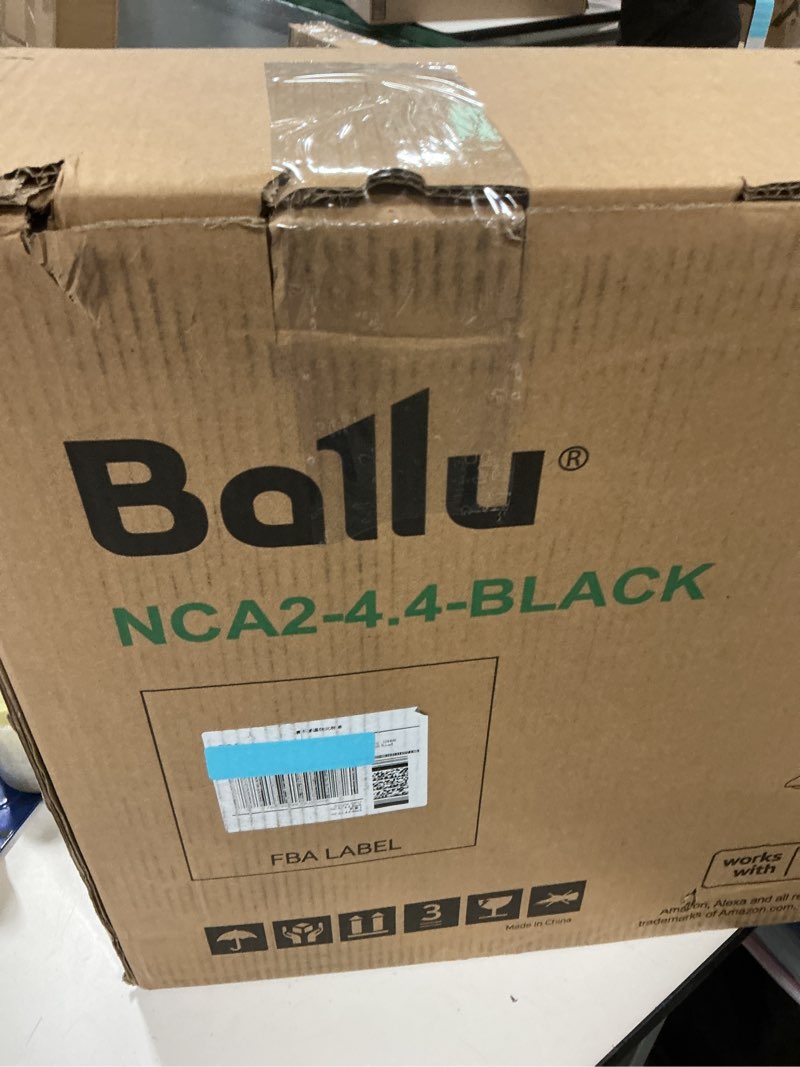 Ballu®
NCA2-4.4-BLACK
FBA LABEL
3
Made in China
works
with
Amazon, Alexa and all re
trademarks of Amazon.com,